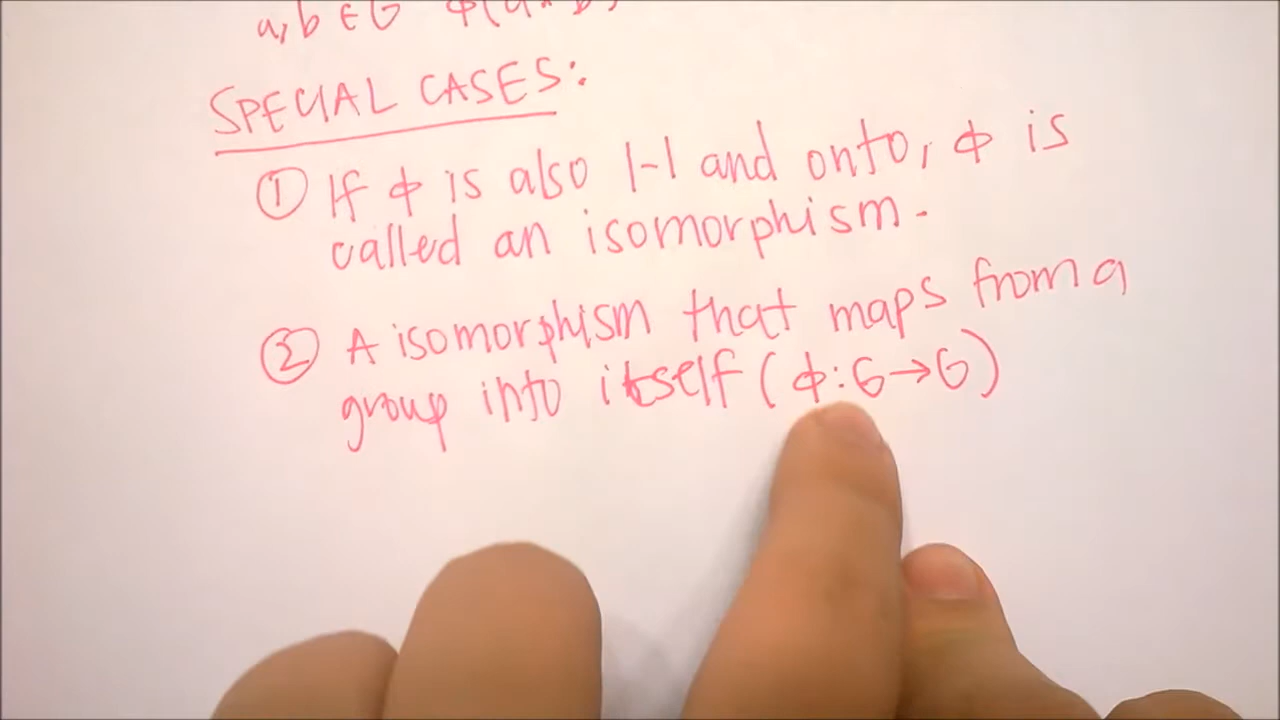 a, b ∈ G
SPECIAL CASES:
① If ϕ is also 1-1 and onto, ϕ is
called an isomorphism.
② A isomorphism that maps from a
group into itself (ϕ: G → G)